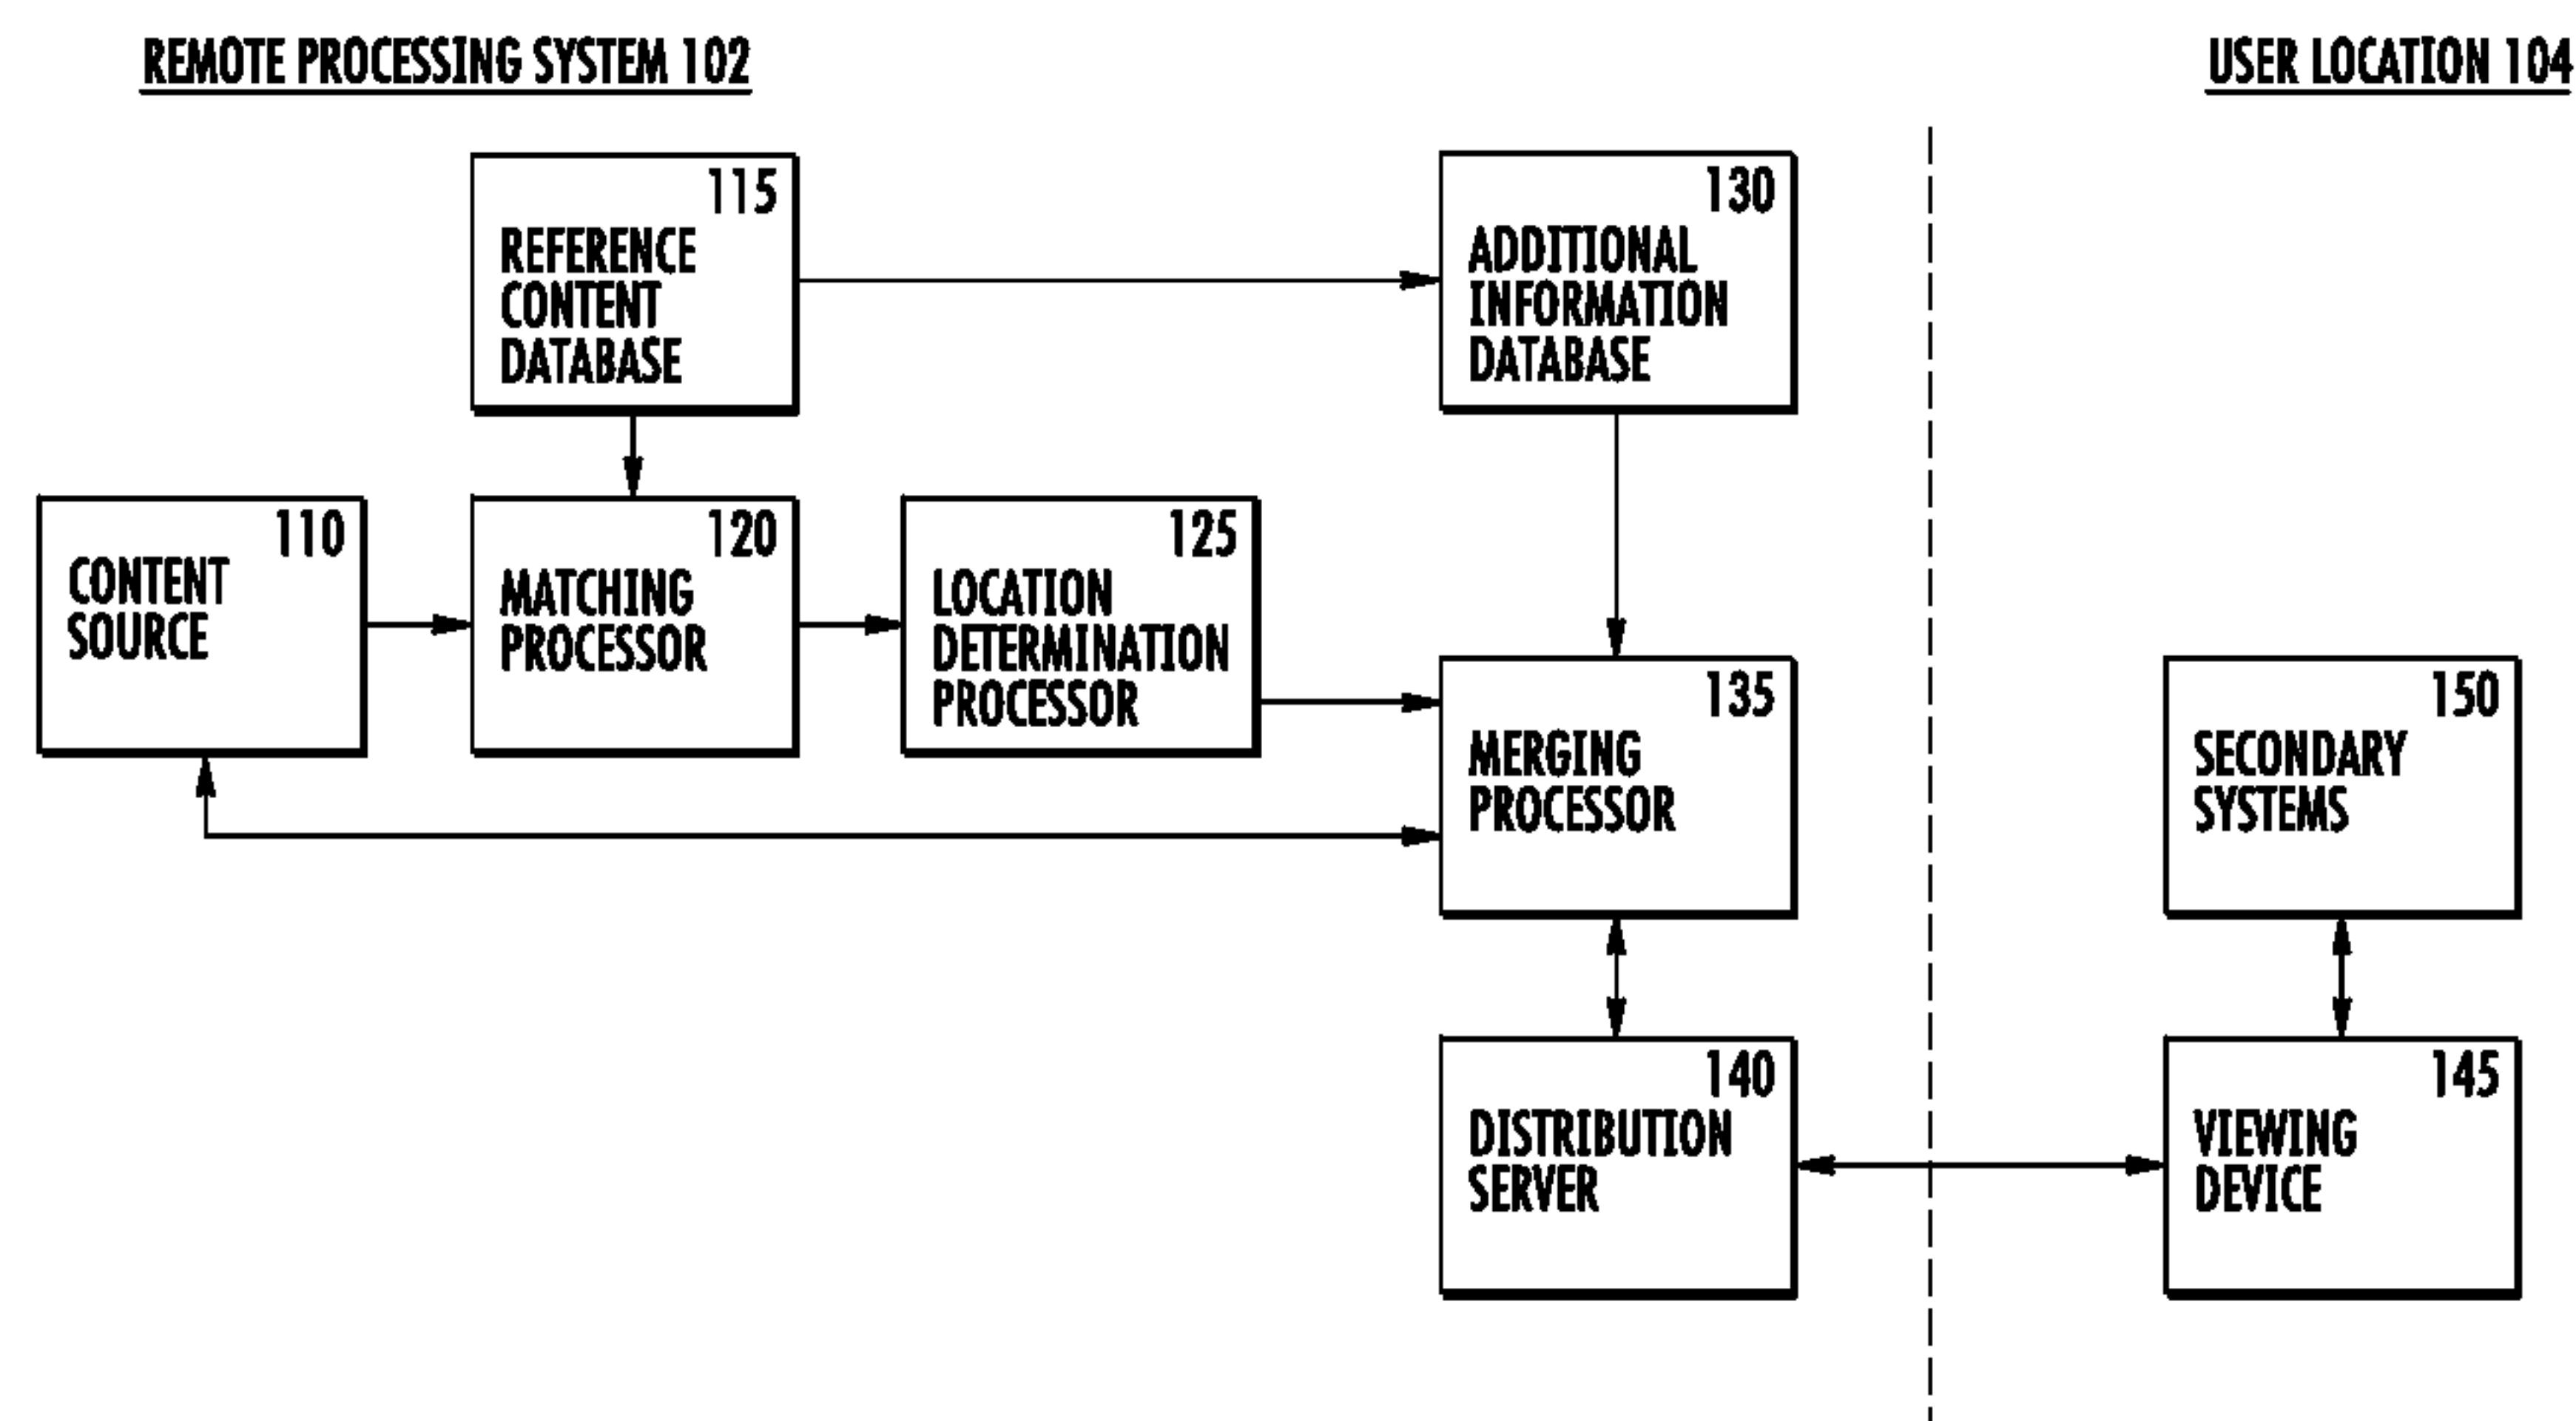 REMOTE PROCESSING SYSTEM 102
USER LOCATION 104
115
REFERENCE
CONTENT
DATABASE
130
ADDITIONAL
INFORMATION
DATABASE
110
CONTENT
SOURCE
120
MATCHING
PROCESSOR
125
LOCATION
DETERMINATION
PROCESSOR
135
MERGING
PROCESSOR
150
SECONDARY
SYSTEMS
140
DISTRIBUTION
SERVER
145
VIEWING
DEVICE